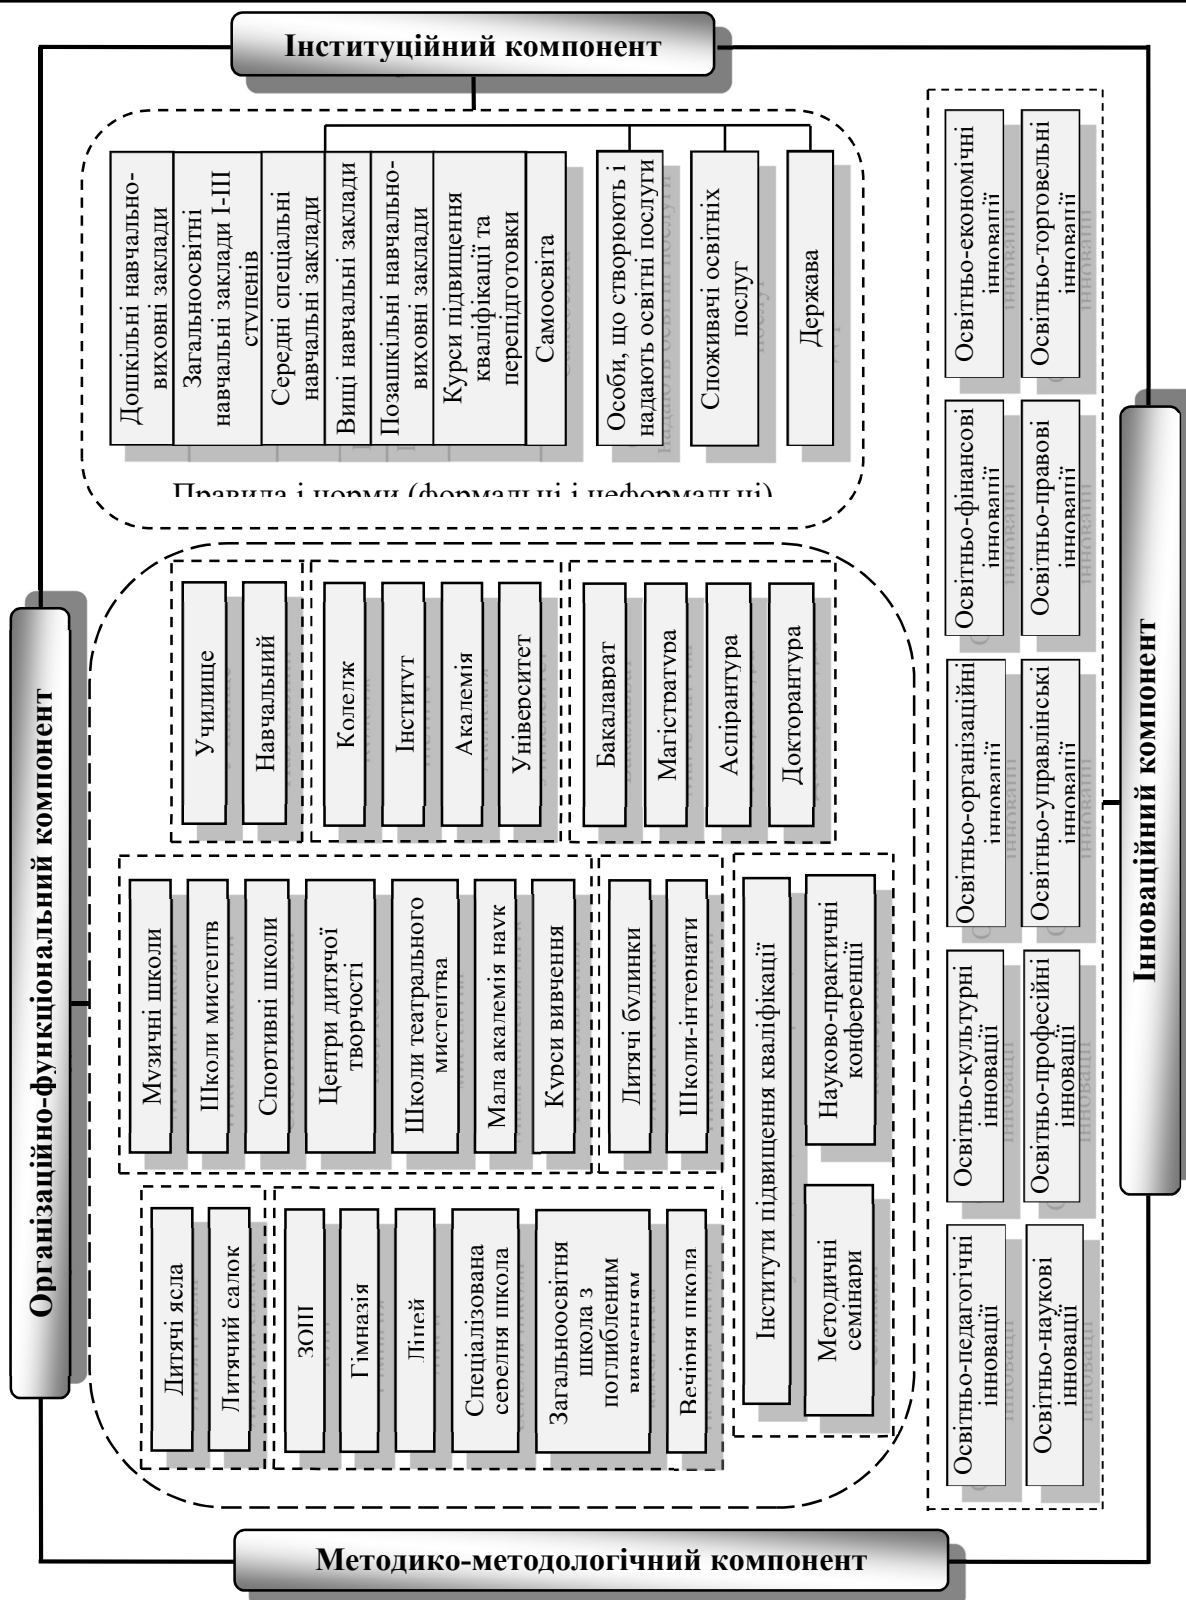 Інституційний компонент
Дошкільні навчально-
виховні заклади
Загальноосвітні
навчальні заклади І-ІІІ
ступенів
Середні спеціальні
навчальні заклади
Вищі навчальні заклади
Позашкільні навчально-
виховні заклади
Курси підвищення
кваліфікації та
перепідготовки
Самоосвіта
Особи, що створюють і
надають освітні послуги
Споживачі освітніх
послуг
Держава
Правила і норми (формальні і неформальні)
Організаційно-функціональний компонент
Училище
Навчальний
Коледж
Інститут
Академія
Університет
Бакалаврат
Магістратура
Аспірантура
Докторантура
Музичні школи
Школи мистецтв
Спортивні школи
Центри дитячої
творчості
Школи театрального
мистецтва
Мала академія наук
Курси вивчення
Дитячі будинки
Школи-інтернати
Дитячі ясла
Дитячий садок
ЗОШ
Гімназія
Ліцей
Спеціалізована
середня школа
Загальноосвітня
школа з
поглибленим
вивченням
Вечірня школа
Інститути підвищення кваліфікації
Науково-практичні
конференції
Методичні
семінари
Освітньо-економічні
інновації
Освітньо-торговельні
інновації
Освітньо-фінансові
інновації
Освітньо-правові
інновації
Освітньо-організаційні
інновації
Освітньо-управлінські
інновації
Освітньо-культурні
інновації
Освітньо-професійні
інновації
Освітньо-педагогічні
інновації
Освітньо-наукові
інновації
Інноваційний компонент
Методико-методологічний компонент